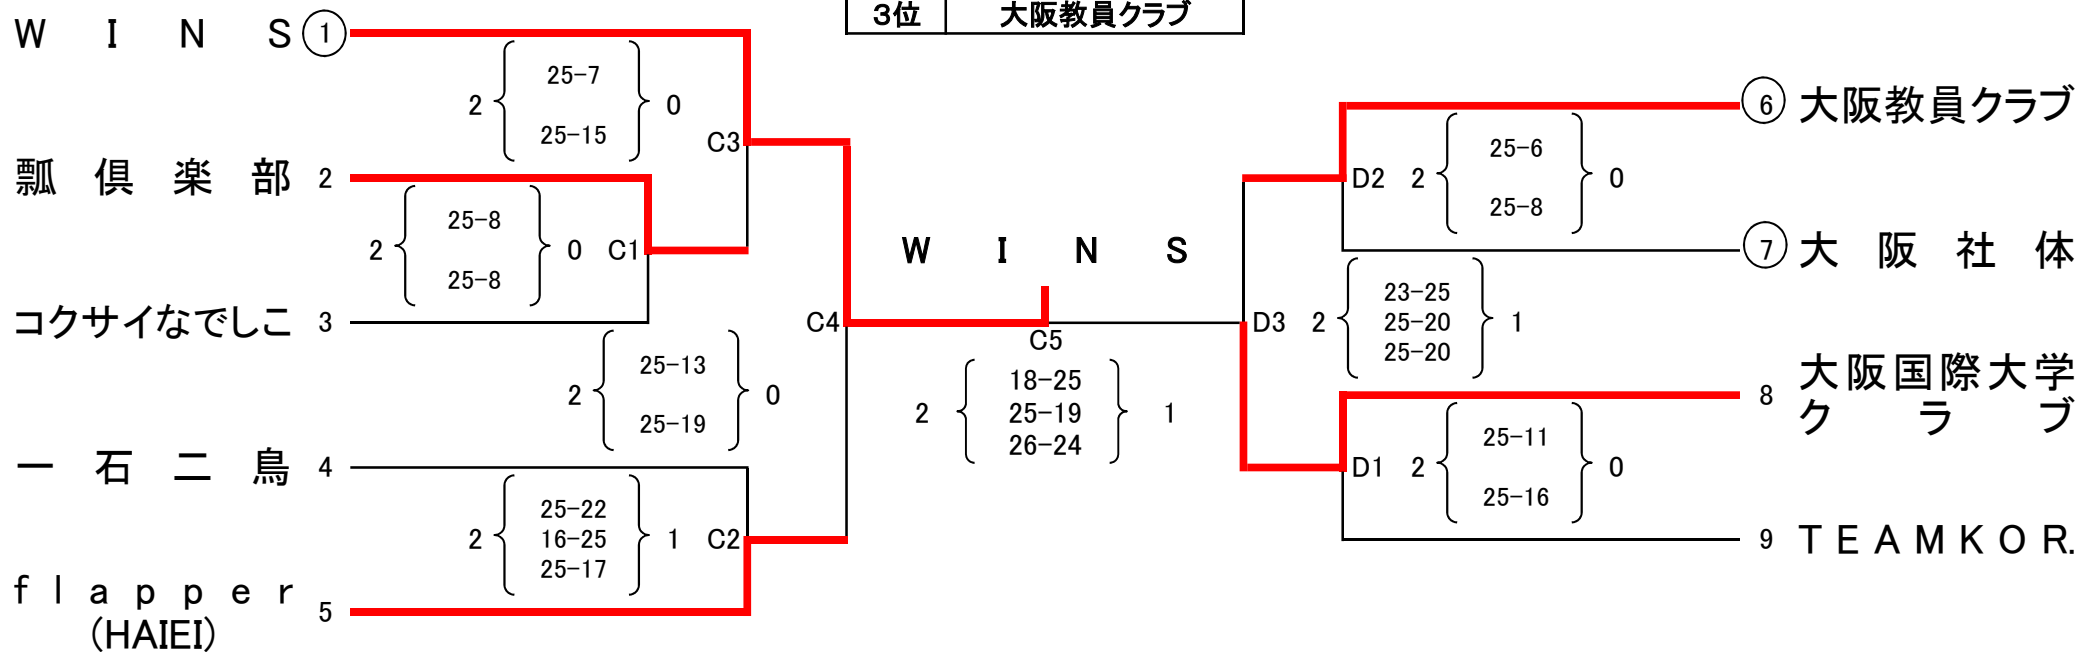 ３位 大阪教員クラブ
Ｗ Ｉ Ｎ Ｓ 1
25-7
2 0
25-15
C3
瓢 倶 楽 部 2
25-8
2 0 C1
25-8
コクサイなでしこ 3
25-13
2 0
25-19
C4
一 石 二 鳥 4
25-22
2 16-25 1 C2
25-17
ｆ ｌ ａ ｐ ｐ ｅ ｒ 5
(HAIEI)
Ｗ Ｉ Ｎ Ｓ
C5
18-25
2 25-19 1
26-24
6 大阪教員クラブ
25-6
D2 2 0
25-8
7 大 阪 社 体
23-25
D3 2 25-20 1
25-20
8 大阪国際大学
ク ラ ブ
25-11
D1 2 0
25-16
9 ＴＥＡＭＫＯＲ.